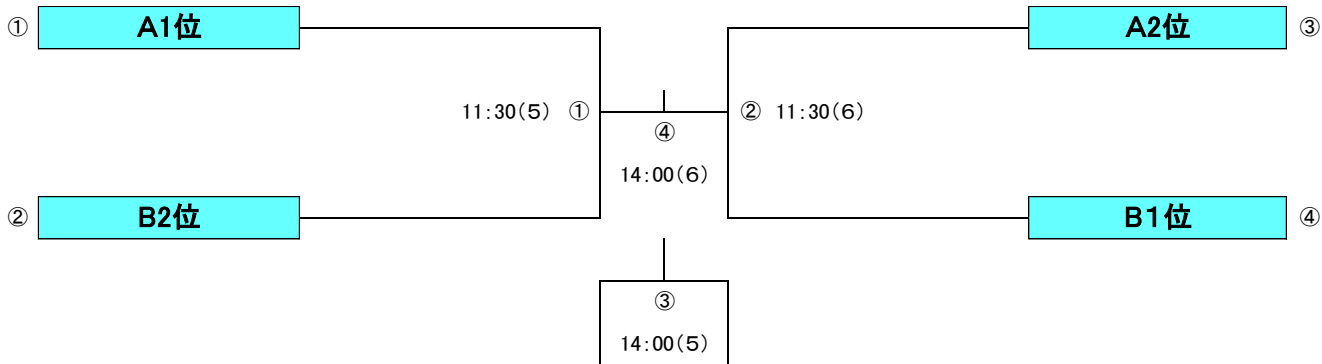 ① A1位 A2位 ③
11:30(5) ① ② 11:30(6)
④
14:00(6)
② B2位 B1位 ④
③
14:00(5)